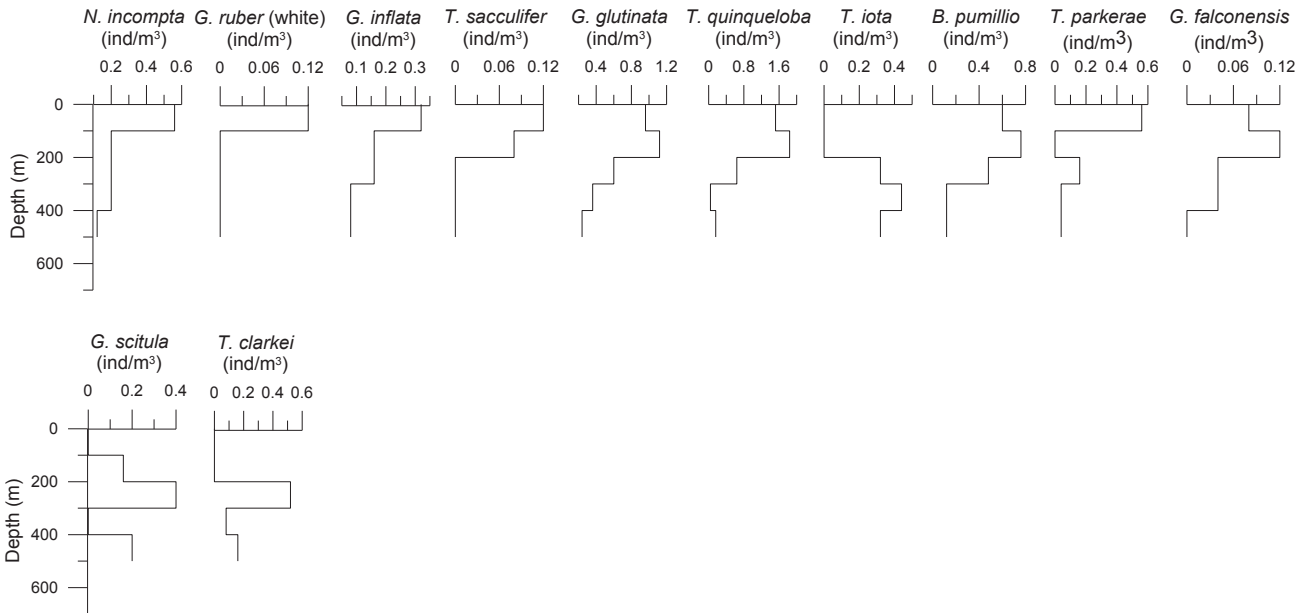 N. incompta G. ruber (white) G. inflata T. sacculifer G. glutinata T. quinqueloba T. iota B. pumillio T. parkerae G. falconensis
(ind/m³) (ind/m³) (ind/m³) (ind/m³) (ind/m³) (ind/m³) (ind/m³) (ind/m³) (ind/m³) (ind/m³)
0.2 0.4 0.6 0 0.06 0.12 0.1 0.2 0.3 0 0.06 0.12 0.4 0.8 1.2 0 0.8 1.6 0 0.2 0.4 0 0.4 0.8 0 0.2 0.4 0.6 0 0.06 0.12
0
200
400
600
Depth (m)
G. scitula T. clarkei
(ind/m³) (ind/m³)
0 0.2 0.4 0 0.2 0.4 0.6
0
200
400
600
Depth (m)